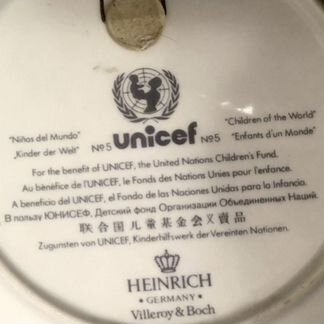 "Niños del Mundo" "Children of the World"
„Kinder der Welt" Nº5 unicef Nº5 "Enfants d'un Monde"
For the benefit of UNICEF, the United Nations Children's Fund.
Au bénèfice de l'UNICEF, le Fonds des Nations Unies pour l'enfance.
A beneficio del UNICEF, el Fondo de las Naciones Unidas para la Infancia.
В пользу ЮНИСЕФ, Детский фонд Организации Объединенных Наций.
联合国儿童基金会义賣品
Zugunsten von UNICEF, Kinderhilfswerk der Vereinten Nationen.
HEINRICH
· GERMANY ·
Villeroy & Boch